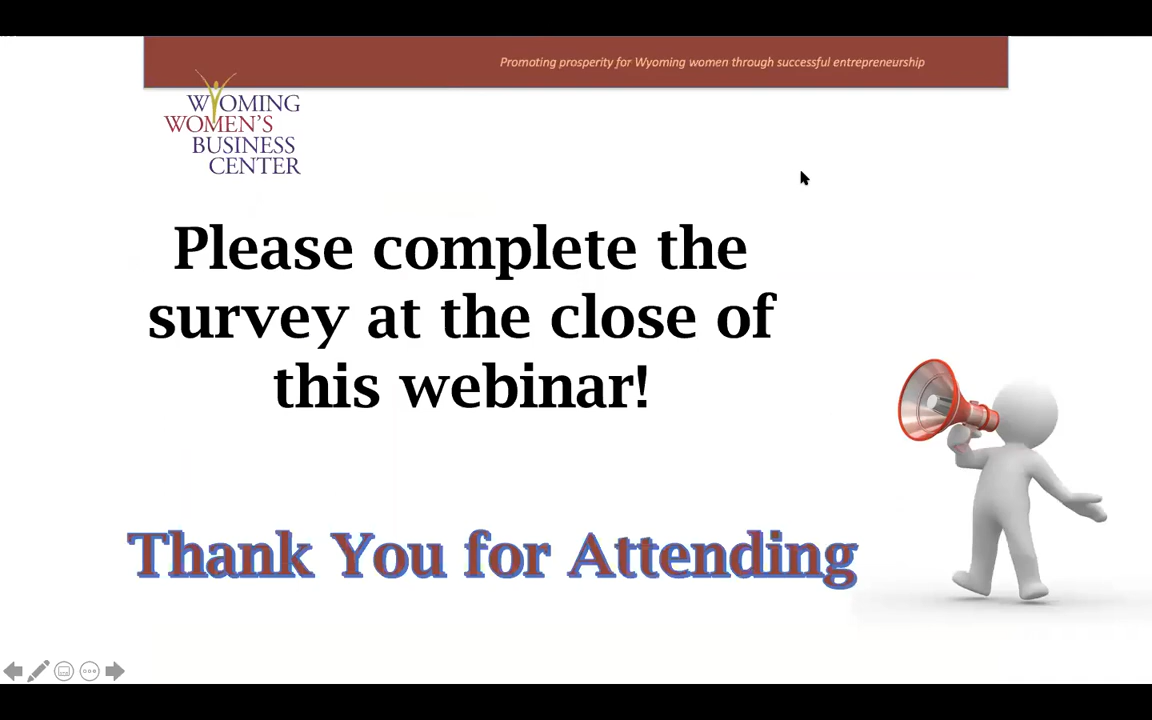 Promoting prosperity for Wyoming women through successful entrepreneurship
WYOMING
WOMEN'S
BUSINESS
CENTER
Please complete the
survey at the close of
this webinar!
Thank You for Attending